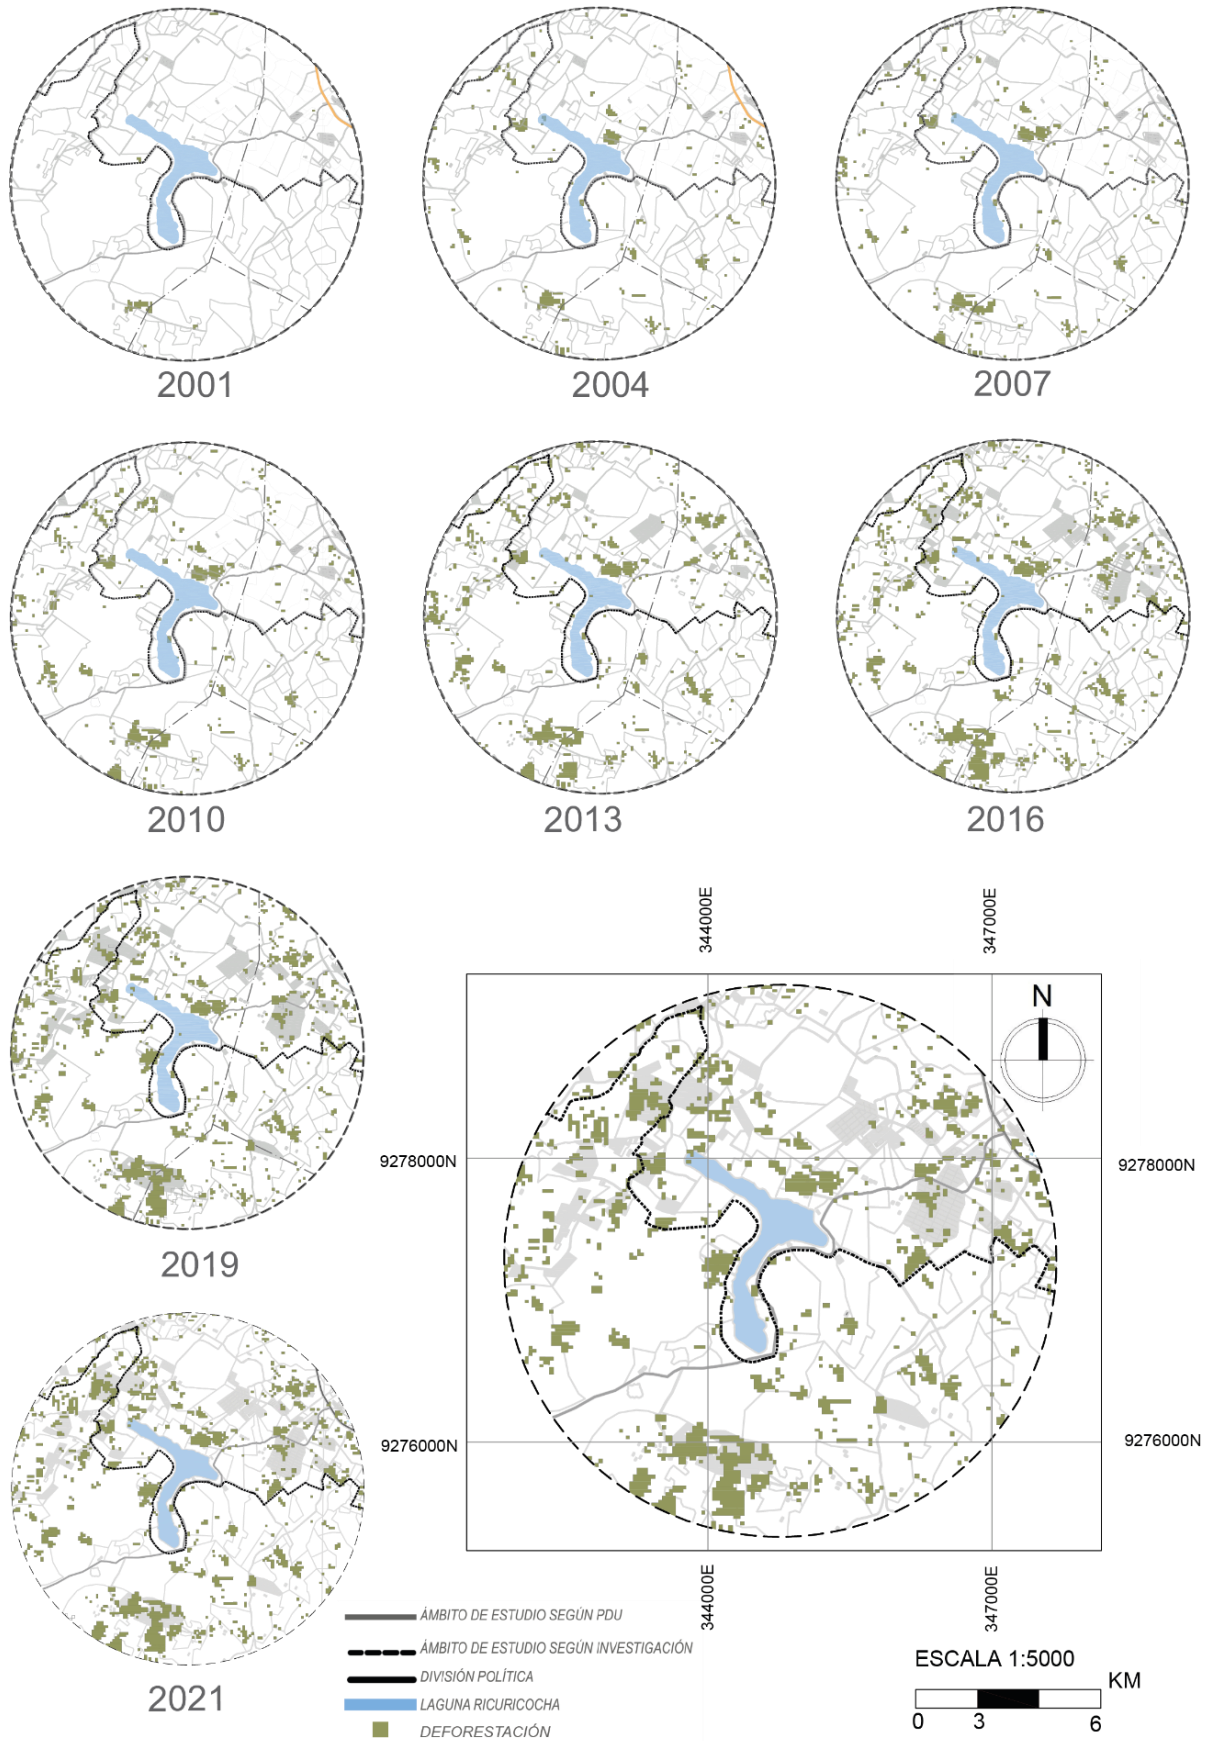 2001
2004
2007
2010
2013
2016
2019
2021
344000E
347000E
N
9278000N
9278000N
9276000N
9276000N
344000E
347000E
ÁMBITO DE ESTUDIO SEGÚN PDU
ÁMBITO DE ESTUDIO SEGÚN INVESTIGACIÓN
DIVISIÓN POLÍTICA
LAGUNA RICURICOCHA
DEFORESTACIÓN
ESCALA 1:5000
KM
0 3 6